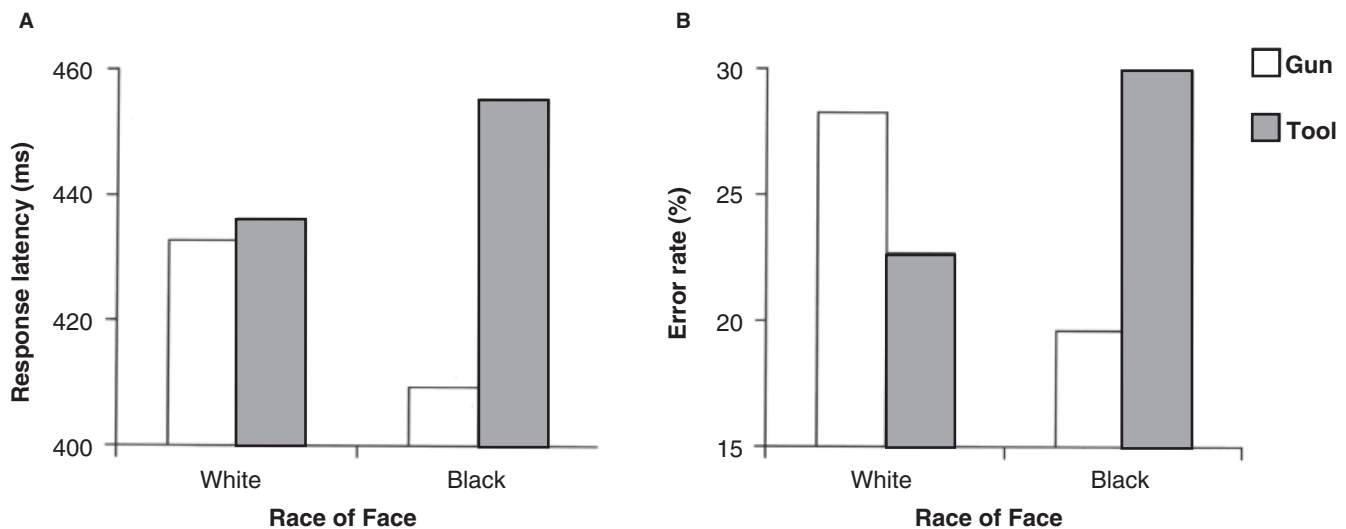 A
Response latency (ms)
460
440
420
400
White
Black
Race of Face
B
Error rate (%)
30
25
20
15
White
Black
Race of Face
Gun
Tool